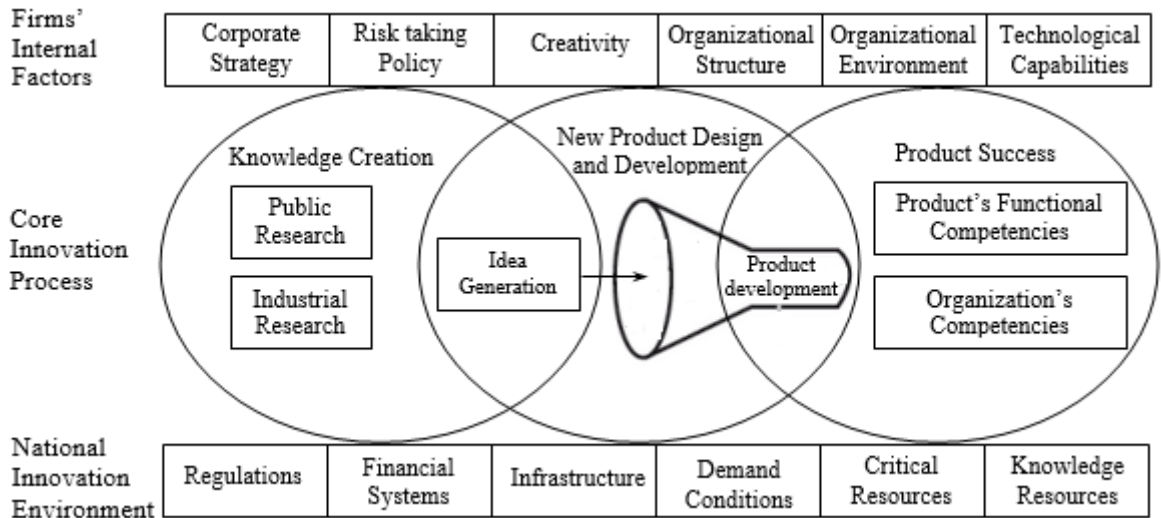 Firms'
Internal
Factors
Corporate
Strategy
Risk taking
Policy
Creativity
Organizational
Structure
Organizational
Environment
Technological
Capabilities
Core
Innovation
Process
Knowledge Creation
Public
Research
Industrial
Research
Idea
Generation
New Product Design
and Development
Product
development
Product Success
Product's Functional
Competencies
Organization's
Competencies
National
Innovation
Environment
Regulations
Financial
Systems
Infrastructure
Demand
Conditions
Critical
Resources
Knowledge
Resources